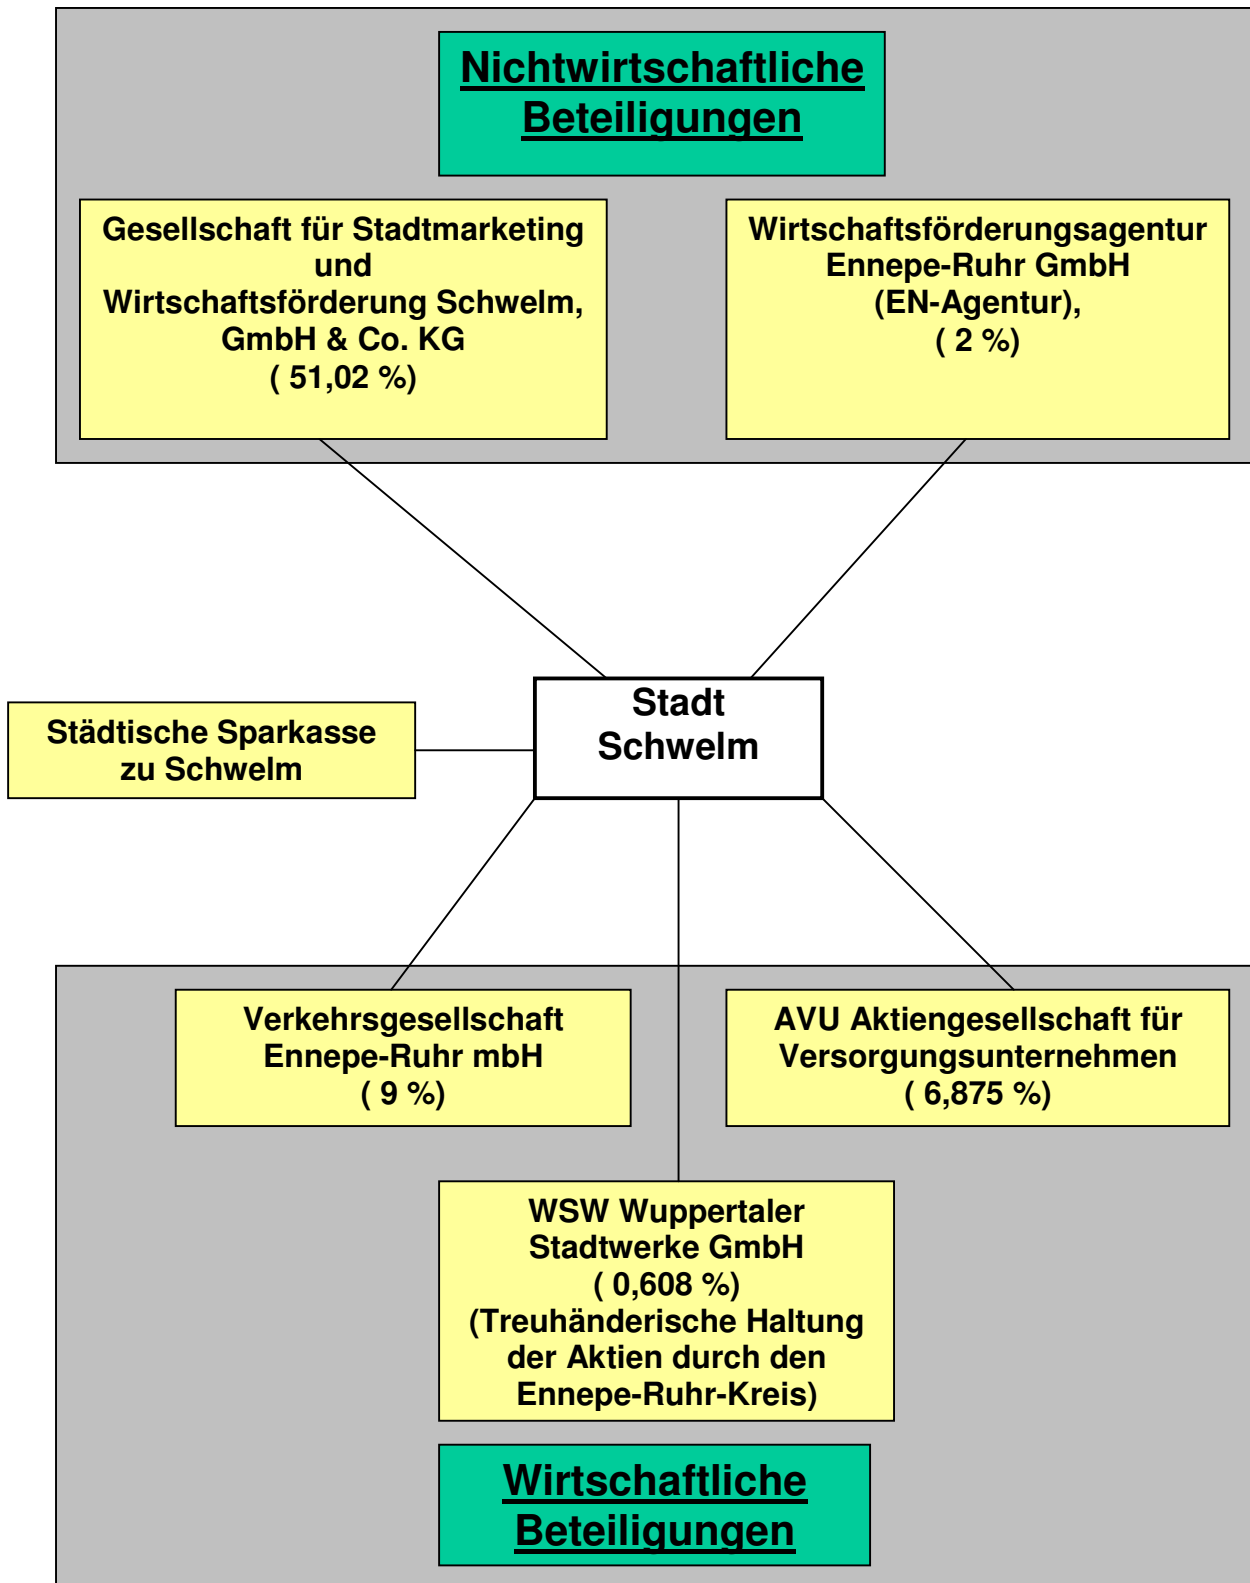 Nichtwirtschaftliche
Beteiligungen
Gesellschaft für Stadtmarketing
und
Wirtschaftsförderung Schwelm,
GmbH & Co. KG
( 51,02 %)
Wirtschaftsförderungsagentur
Ennepe-Ruhr GmbH
(EN-Agentur),
( 2 %)
Stadt
Schwelm
Städtische Sparkasse
zu Schwelm
Verkehrsgesellschaft
Ennepe-Ruhr mbH
( 9 %)
AVU Aktiengesellschaft für
Versorgungsunternehmen
( 6,875 %)
WSW Wuppertaler
Stadtwerke GmbH
( 0,608 %)
(Treuhänderische Haltung
der Aktien durch den
Ennepe-Ruhr-Kreis)
Wirtschaftliche
Beteiligungen